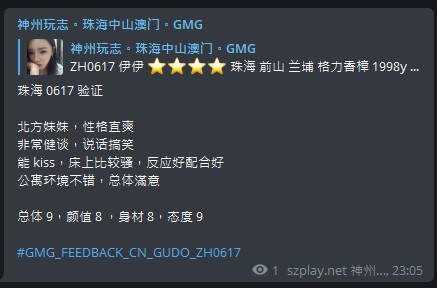 神州玩志。珠海中山澳门。GMG
神州玩志。珠海中山澳门。GMG
ZH0617 伊伊 ⭐⭐⭐⭐ 珠海 前山 兰埔 格力香樟 1998y ...
珠海 0617 验证
北方妹妹，性格直爽
非常健谈，说话搞笑
能 kiss，床上比较骚，反应好配合好
公寓环境不错，总体满意
总体 9，颜值 8 ，身材 8，态度 9
#GMG_FEEDBACK_CN_GUDO_ZH0617
1 szplay.net 神州..., 23:05